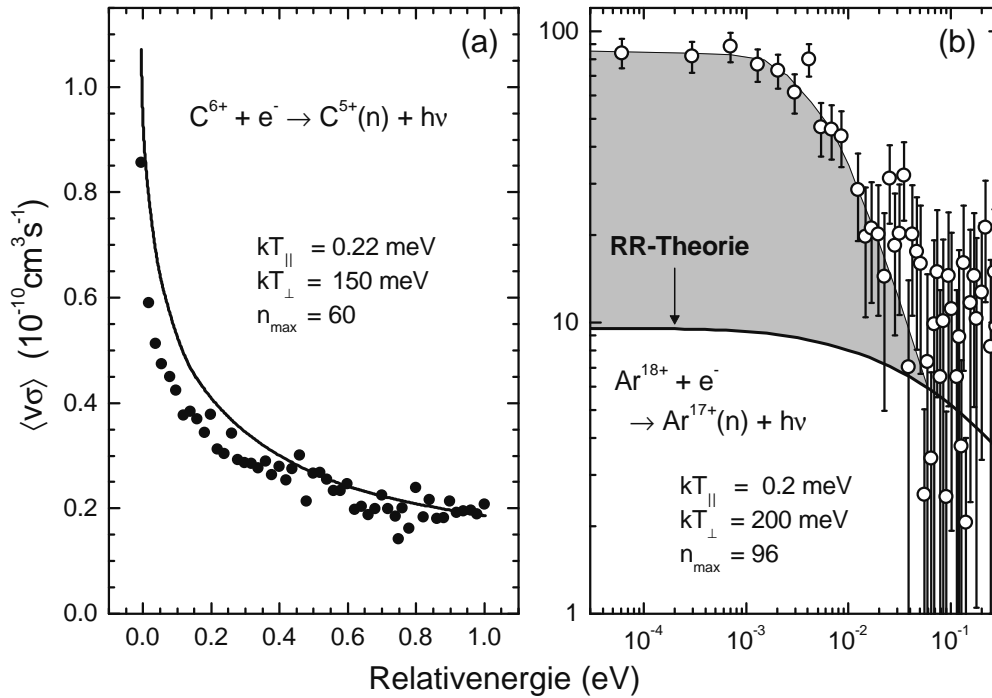 (a)
C⁶⁺ + e⁻ → C⁵⁺(n) + hν
kT∥ = 0.22 meV
kT⊥ = 150 meV
n_max = 60
⟨vσ⟩ (10⁻¹⁰cm³s⁻¹)
1.0
0.8
0.6
0.4
0.2
0.0
0.0 0.2 0.4 0.6 0.8 1.0
(b)
100
10
1
RR-Theorie
Ar¹⁸⁺ + e⁻
→ Ar¹⁷⁺(n) + hν
kT∥ = 0.2 meV
kT⊥ = 200 meV
n_max = 96
10⁻⁴ 10⁻³ 10⁻² 10⁻¹
Relativenergie (eV)